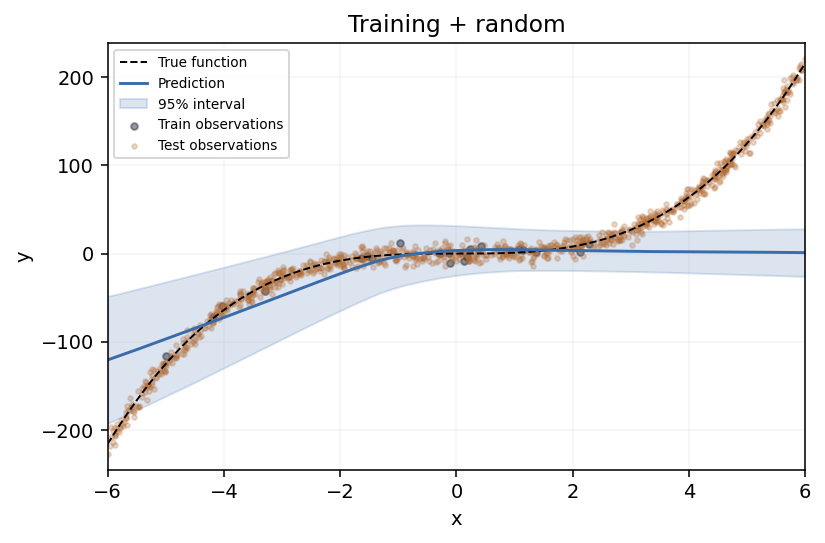 Training + random
True function
Prediction
95% interval
Train observations
Test observations
y
200
100
0
−100
−200
−6
−4
−2
0
2
4
6
x